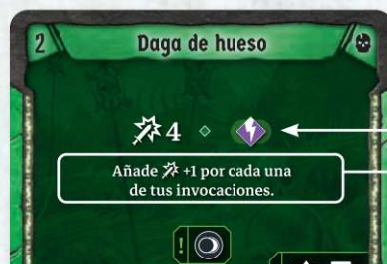 2 Daga de hueso
4
Añade +1 por cada una
de tus invocaciones.
!